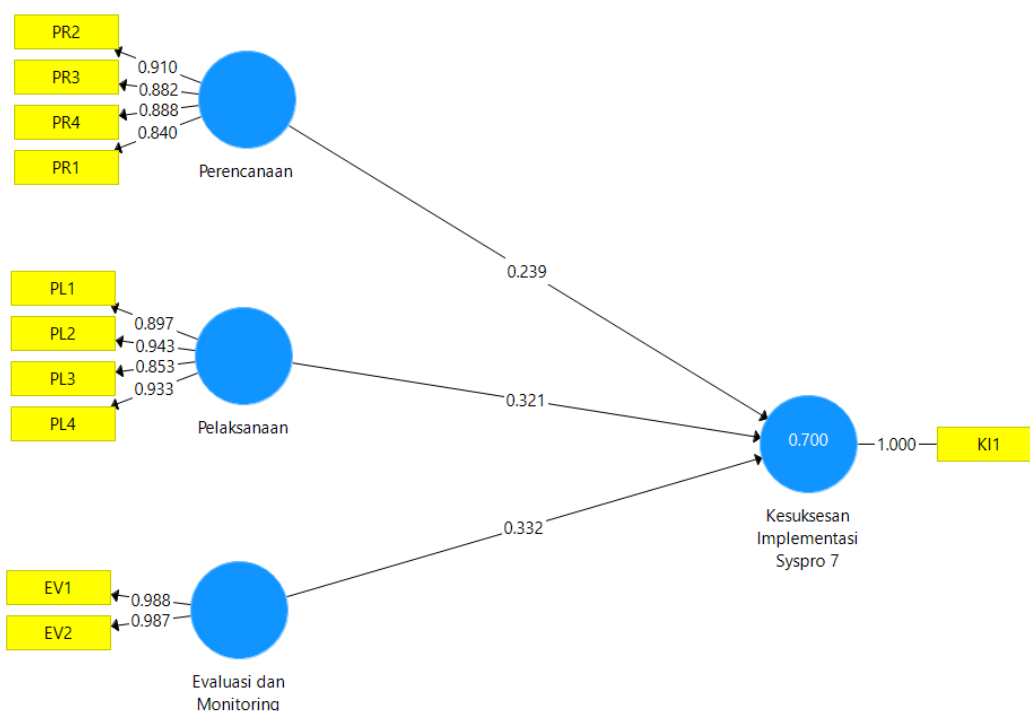 PR2
0.910
PR3
0.882
PR4
0.888
PR1
0.840
Perencanaan
0.239
PL1
0.897
PL2
0.943
PL3
0.853
PL4
0.933
Pelaksanaan
0.321
0.700
1.000
KI1
Kesuksesan
Implementasi
Syspro 7
0.332
EV1
0.988
EV2
0.987
Evaluasi dan
Monitoring